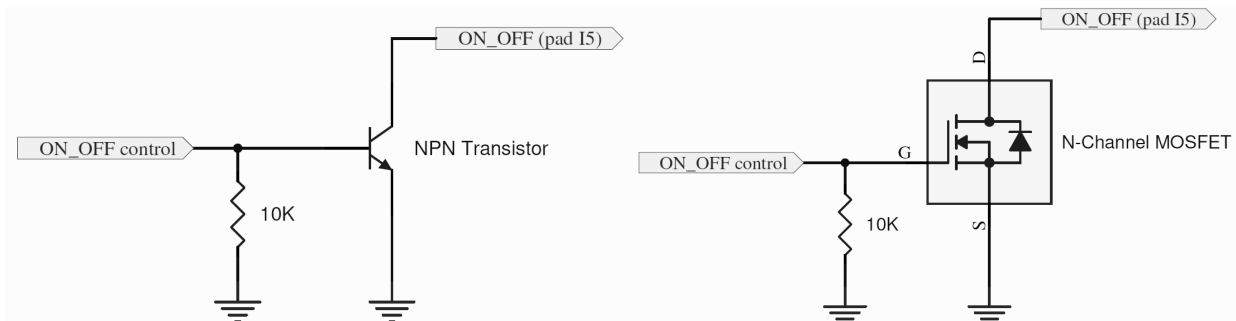 ON_OFF (pad I5)
ON_OFF control
NPN Transistor
10K
ON_OFF (pad I5)
D
N-Channel MOSFET
G
ON_OFF control
10K
S